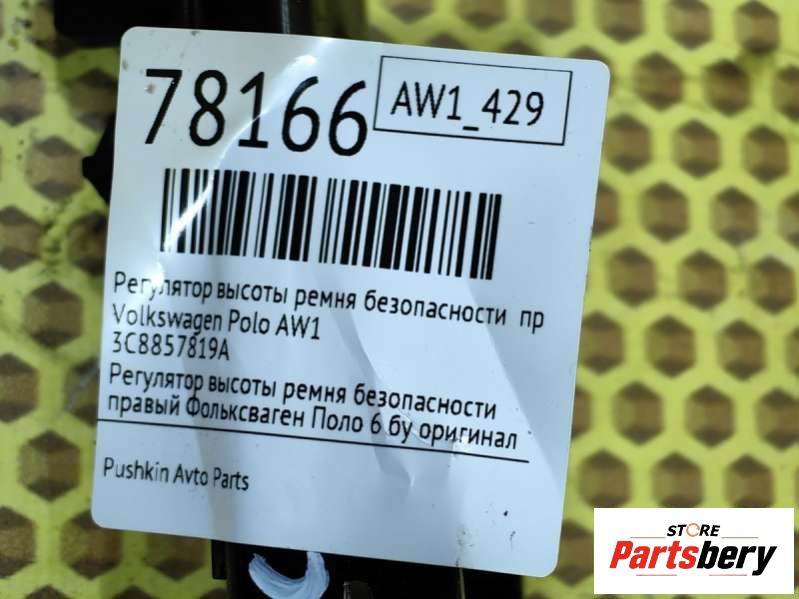 78166
AW1_429
Регулятор высоты ремня безопасности пр
Volkswagen Polo AW1
3C8857819A
Регулятор высоты ремня безопасности
правый Фольксваген Поло 6 бу оригинал
Pushkin Avto Parts
STORE
Partsbery